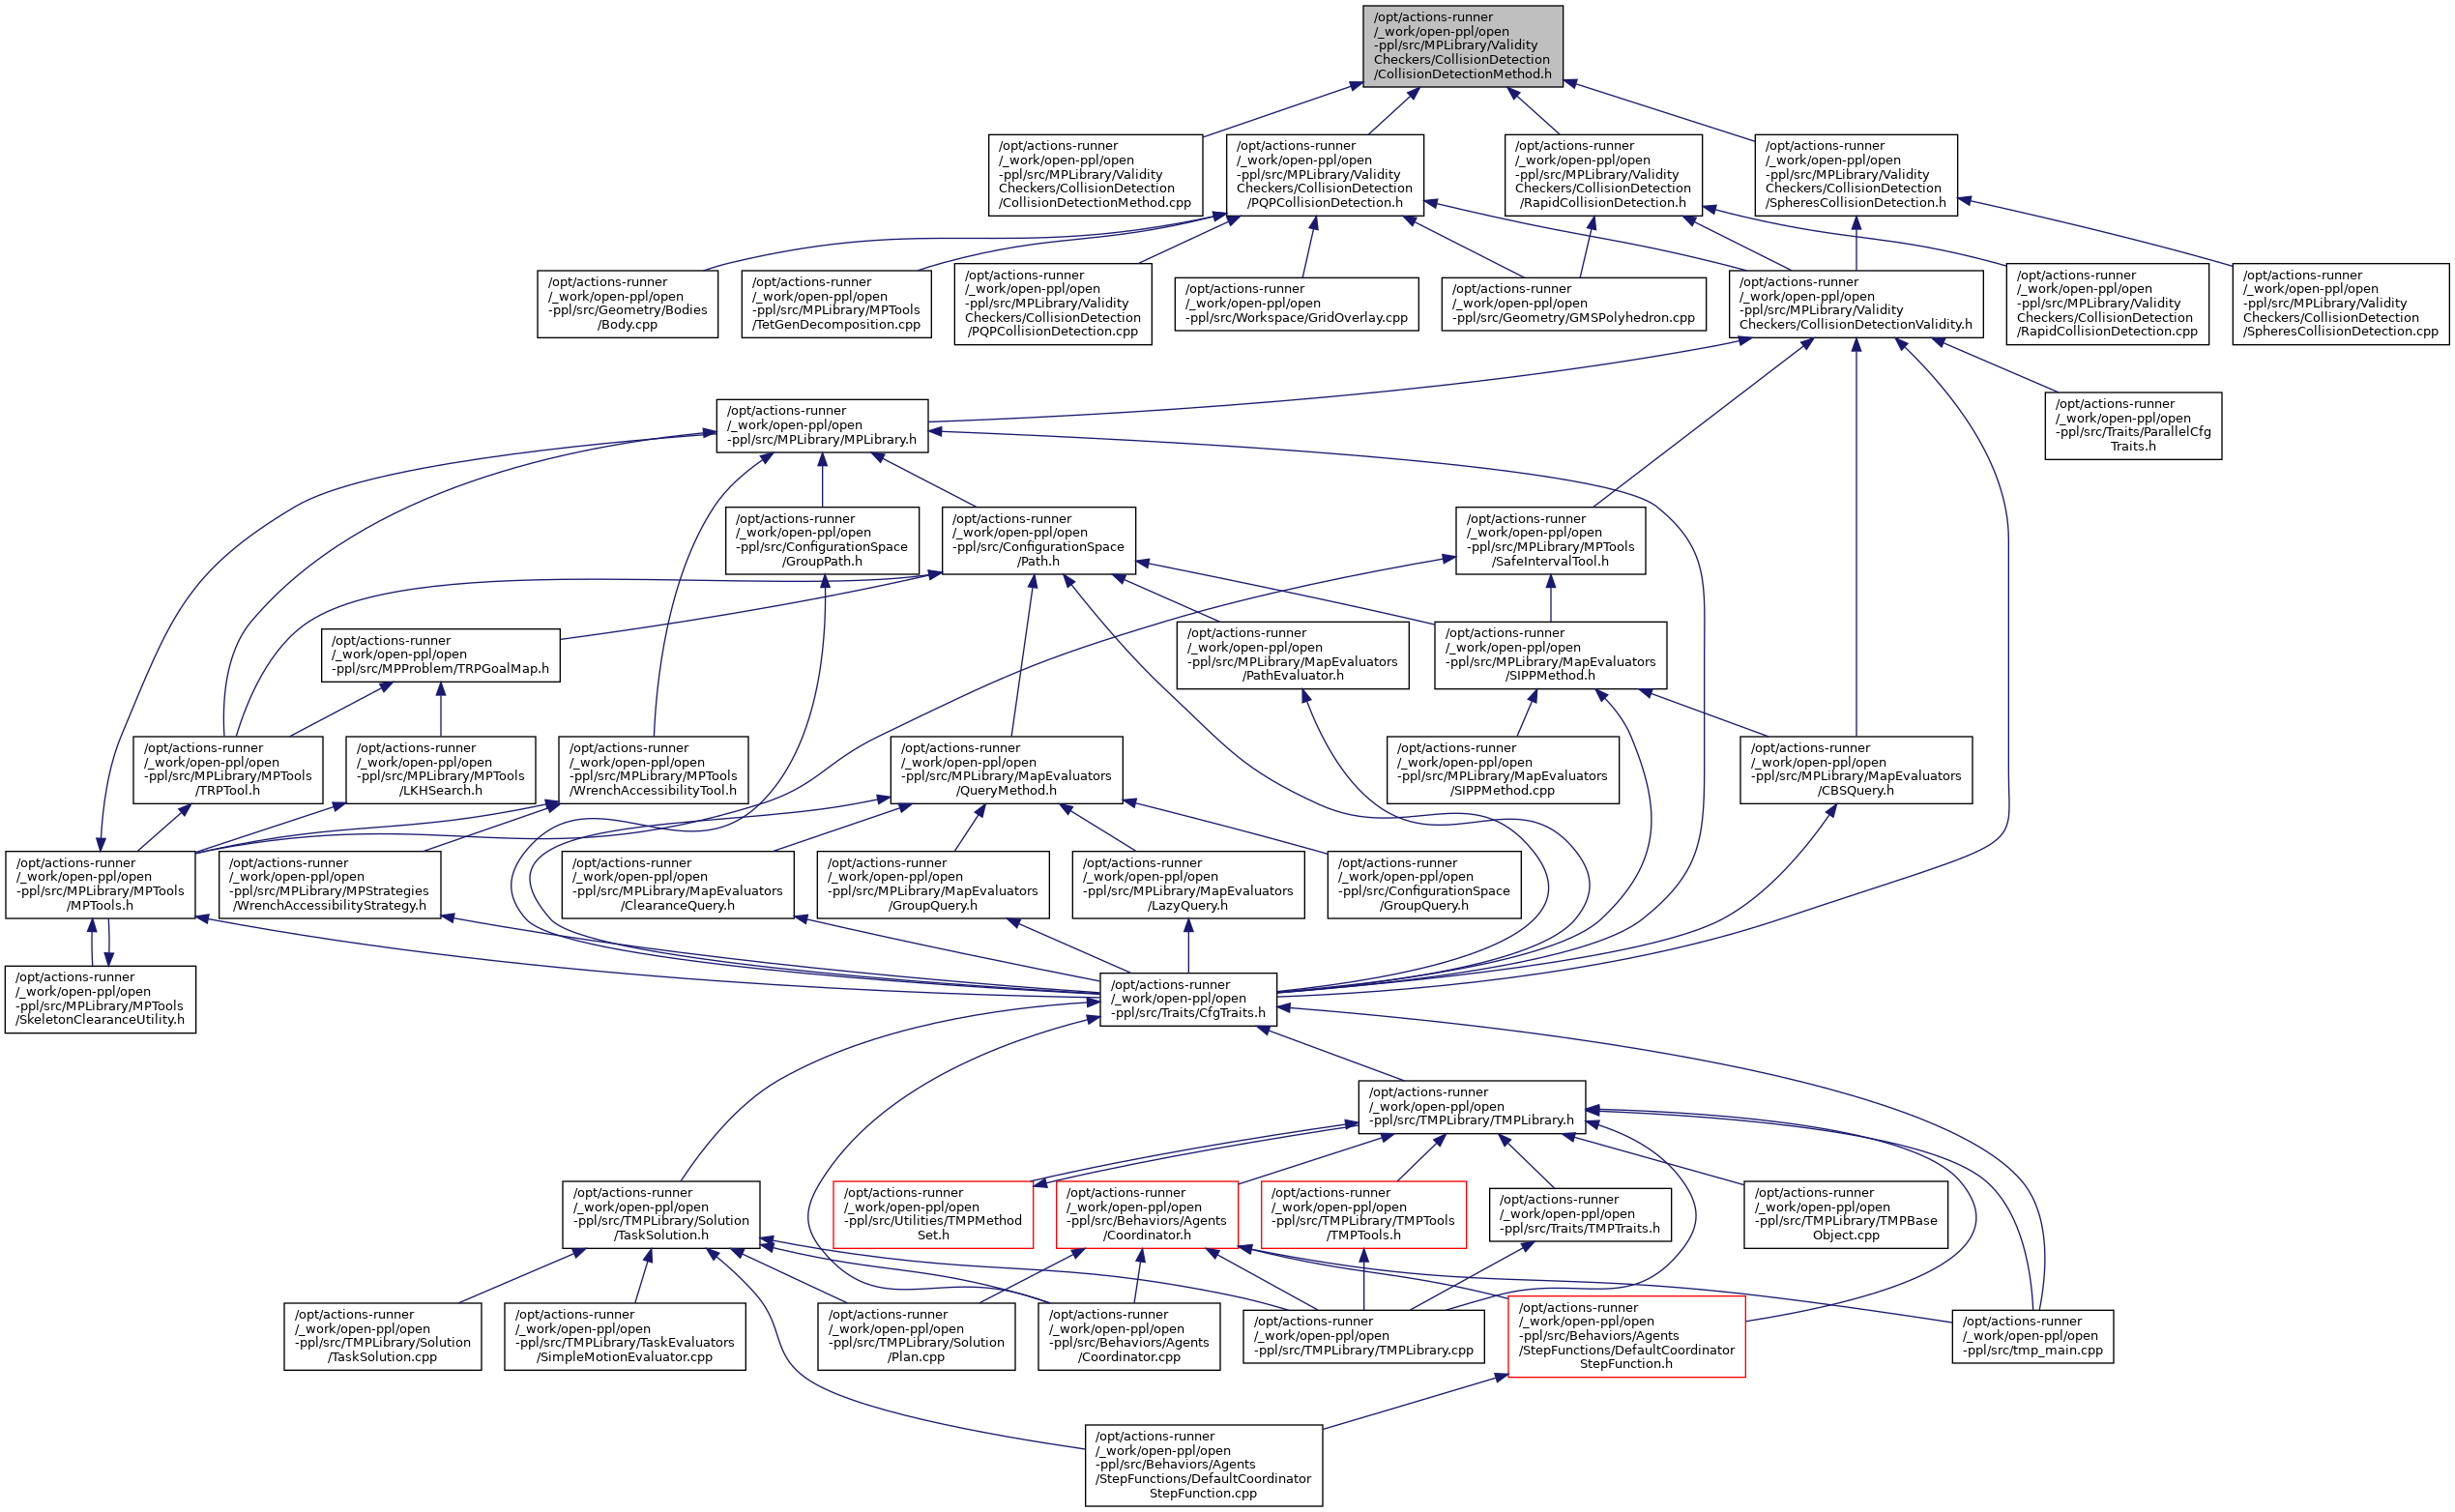 /opt/actions-runner
/_work/open-ppl/open
-ppl/src/MPLibrary/Validity
Checkers/CollisionDetection
/CollisionDetectionMethod.h
/opt/actions-runner
/_work/open-ppl/open
-ppl/src/MPLibrary/Validity
Checkers/CollisionDetection
/CollisionDetectionMethod.cpp
/opt/actions-runner
/_work/open-ppl/open
-ppl/src/MPLibrary/Validity
Checkers/CollisionDetection
/PQPCollisionDetection.h
/opt/actions-runner
/_work/open-ppl/open
-ppl/src/MPLibrary/Validity
Checkers/CollisionDetection
/RapidCollisionDetection.h
/opt/actions-runner
/_work/open-ppl/open
-ppl/src/MPLibrary/Validity
Checkers/CollisionDetection
/SpheresCollisionDetection.h
/opt/actions-runner
/_work/open-ppl/open
-ppl/src/Geometry/Bodies
/Body.cpp
/opt/actions-runner
/_work/open-ppl/open
-ppl/src/MPLibrary/MPTools
/TetGenDecomposition.cpp
/opt/actions-runner
/_work/open-ppl/open
-ppl/src/MPLibrary/Validity
Checkers/CollisionDetection
/PQPCollisionDetection.cpp
/opt/actions-runner
/_work/open-ppl/open
-ppl/src/Workspace/GridOverlay.cpp
/opt/actions-runner
/_work/open-ppl/open
-ppl/src/Geometry/GMSPolyhedron.cpp
/opt/actions-runner
/_work/open-ppl/open
-ppl/src/MPLibrary/Validity
Checkers/CollisionDetectionValidity.h
/opt/actions-runner
/_work/open-ppl/open
-ppl/src/MPLibrary/Validity
Checkers/CollisionDetection
/RapidCollisionDetection.cpp
/opt/actions-runner
/_work/open-ppl/open
-ppl/src/MPLibrary/Validity
Checkers/CollisionDetection
/SpheresCollisionDetection.cpp
/opt/actions-runner
/_work/open-ppl/open
-ppl/src/MPLibrary/MPLibrary.h
/opt/actions-runner
/_work/open-ppl/open
-ppl/src/Traits/ParallelCfg
Traits.h
/opt/actions-runner
/_work/open-ppl/open
-ppl/src/ConfigurationSpace
/GroupPath.h
/opt/actions-runner
/_work/open-ppl/open
-ppl/src/ConfigurationSpace
/Path.h
/opt/actions-runner
/_work/open-ppl/open
-ppl/src/MPLibrary/MPTools
/SafeIntervalTool.h
/opt/actions-runner
/_work/open-ppl/open
-ppl/src/MPProblem/TRPGoalMap.h
/opt/actions-runner
/_work/open-ppl/open
-ppl/src/MPLibrary/MapEvaluators
/PathEvaluator.h
/opt/actions-runner
/_work/open-ppl/open
-ppl/src/MPLibrary/MapEvaluators
/SIPPMethod.h
/opt/actions-runner
/_work/open-ppl/open
-ppl/src/MPLibrary/MPTools
/TRPTool.h
/opt/actions-runner
/_work/open-ppl/open
-ppl/src/MPLibrary/MPTools
/LKHSearch.h
/opt/actions-runner
/_work/open-ppl/open
-ppl/src/MPLibrary/MPTools
/WrenchAccessibilityTool.h
/opt/actions-runner
/_work/open-ppl/open
-ppl/src/MPLibrary/MapEvaluators
/QueryMethod.h
/opt/actions-runner
/_work/open-ppl/open
-ppl/src/MPLibrary/MapEvaluators
/SIPPMethod.cpp
/opt/actions-runner
/_work/open-ppl/open
-ppl/src/MPLibrary/MapEvaluators
/CBSQuery.h
/opt/actions-runner
/_work/open-ppl/open
-ppl/src/MPLibrary/MPTools
/MPTools.h
/opt/actions-runner
/_work/open-ppl/open
-ppl/src/MPLibrary/MPStrategies
/WrenchAccessibilityStrategy.h
/opt/actions-runner
/_work/open-ppl/open
-ppl/src/MPLibrary/MapEvaluators
/ClearanceQuery.h
/opt/actions-runner
/_work/open-ppl/open
-ppl/src/MPLibrary/MapEvaluators
/GroupQuery.h
/opt/actions-runner
/_work/open-ppl/open
-ppl/src/MPLibrary/MapEvaluators
/LazyQuery.h
/opt/actions-runner
/_work/open-ppl/open
-ppl/src/ConfigurationSpace
/GroupQuery.h
/opt/actions-runner
/_work/open-ppl/open
-ppl/src/MPLibrary/MPTools
/SkeletonClearanceUtility.h
/opt/actions-runner
/_work/open-ppl/open
-ppl/src/Traits/CfgTraits.h
/opt/actions-runner
/_work/open-ppl/open
-ppl/src/TMPLibrary/TMPLibrary.h
/opt/actions-runner
/_work/open-ppl/open
-ppl/src/TMPLibrary/Solution
/TaskSolution.h
/opt/actions-runner
/_work/open-ppl/open
-ppl/src/Utilities/TMPMethod
Set.h
/opt/actions-runner
/_work/open-ppl/open
-ppl/src/Behaviors/Agents
/Coordinator.h
/opt/actions-runner
/_work/open-ppl/open
-ppl/src/TMPLibrary/TMPTools
/TMPTools.h
/opt/actions-runner
/_work/open-ppl/open
-ppl/src/Traits/TMPTraits.h
/opt/actions-runner
/_work/open-ppl/open
-ppl/src/TMPLibrary/TMPBase
Object.cpp
/opt/actions-runner
/_work/open-ppl/open
-ppl/src/TMPLibrary/Solution
/TaskSolution.cpp
/opt/actions-runner
/_work/open-ppl/open
-ppl/src/TMPLibrary/TaskEvaluators
/SimpleMotionEvaluator.cpp
/opt/actions-runner
/_work/open-ppl/open
-ppl/src/TMPLibrary/Solution
/Plan.cpp
/opt/actions-runner
/_work/open-ppl/open
-ppl/src/Behaviors/Agents
/Coordinator.cpp
/opt/actions-runner
/_work/open-ppl/open
-ppl/src/TMPLibrary/TMPLibrary.cpp
/opt/actions-runner
/_work/open-ppl/open
-ppl/src/Behaviors/Agents
/StepFunctions/DefaultCoordinator
StepFunction.h
/opt/actions-runner
/_work/open-ppl/open
-ppl/src/tmp_main.cpp
/opt/actions-runner
/_work/open-ppl/open
-ppl/src/Behaviors/Agents
/StepFunctions/DefaultCoordinator
StepFunction.cpp